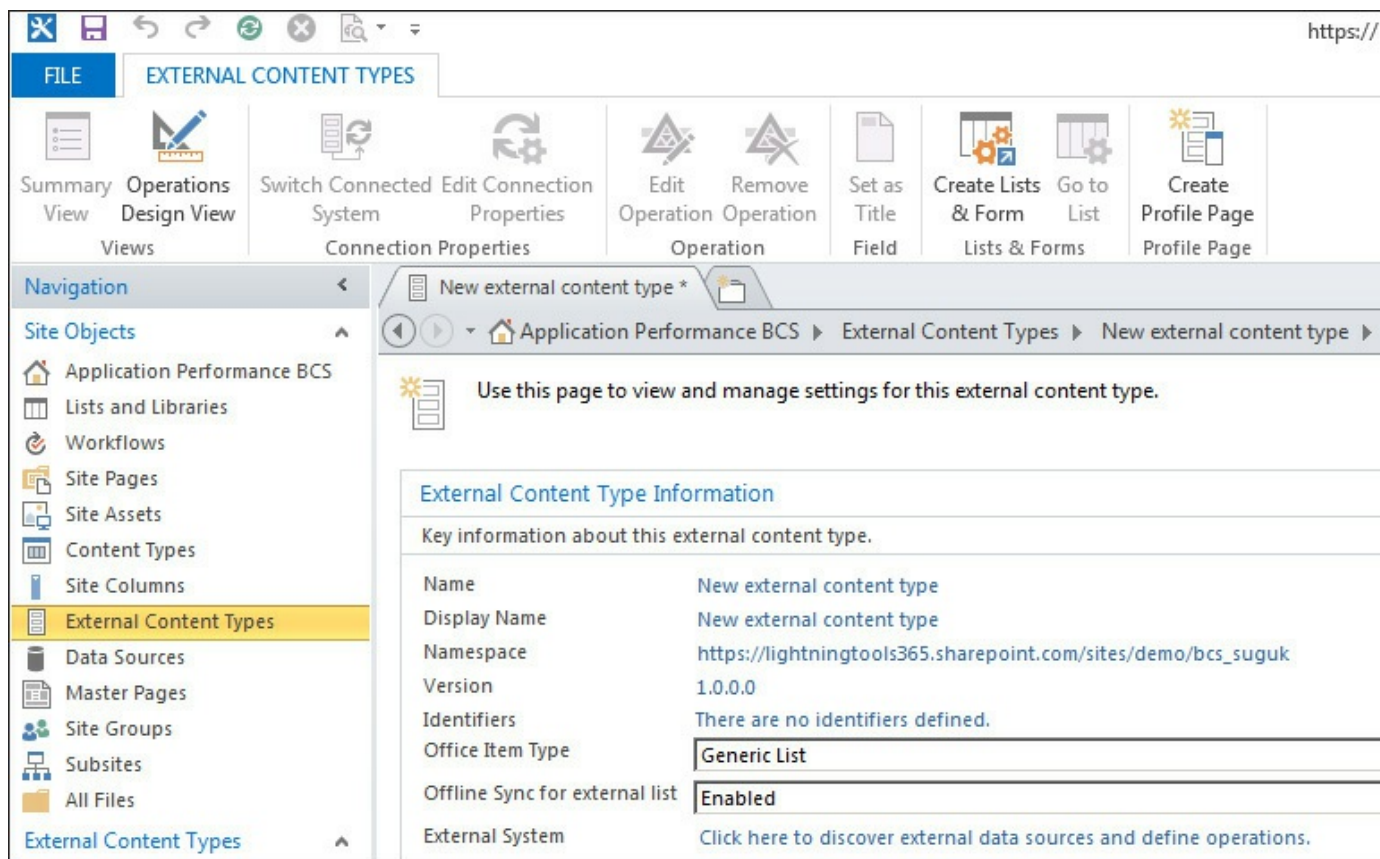 https://
FILE EXTERNAL CONTENT TYPES
Summary View
Operations Design View
Switch Connected System
Edit Connection Properties
Edit Operation
Remove Operation
Set as Title
Create Lists & Form
Go to List
Create Profile Page
Views Connection Properties Operation Field Lists & Forms Profile Page
Navigation
Site Objects
Application Performance BCS
Lists and Libraries
Workflows
Site Pages
Site Assets
Content Types
Site Columns
External Content Types
Data Sources
Master Pages
Site Groups
Subsites
All Files
External Content Types
New external content type *
Application Performance BCS External Content Types New external content type
Use this page to view and manage settings for this external content type.
External Content Type Information
Key information about this external content type.
Name New external content type
Display Name New external content type
Namespace https://lightningtools365.sharepoint.com/sites/demo/bcs_suguk
Version 1.0.0.0
Identifiers There are no identifiers defined.
Office Item Type Generic List
Offline Sync for external list Enabled
External System Click here to discover external data sources and define operations.